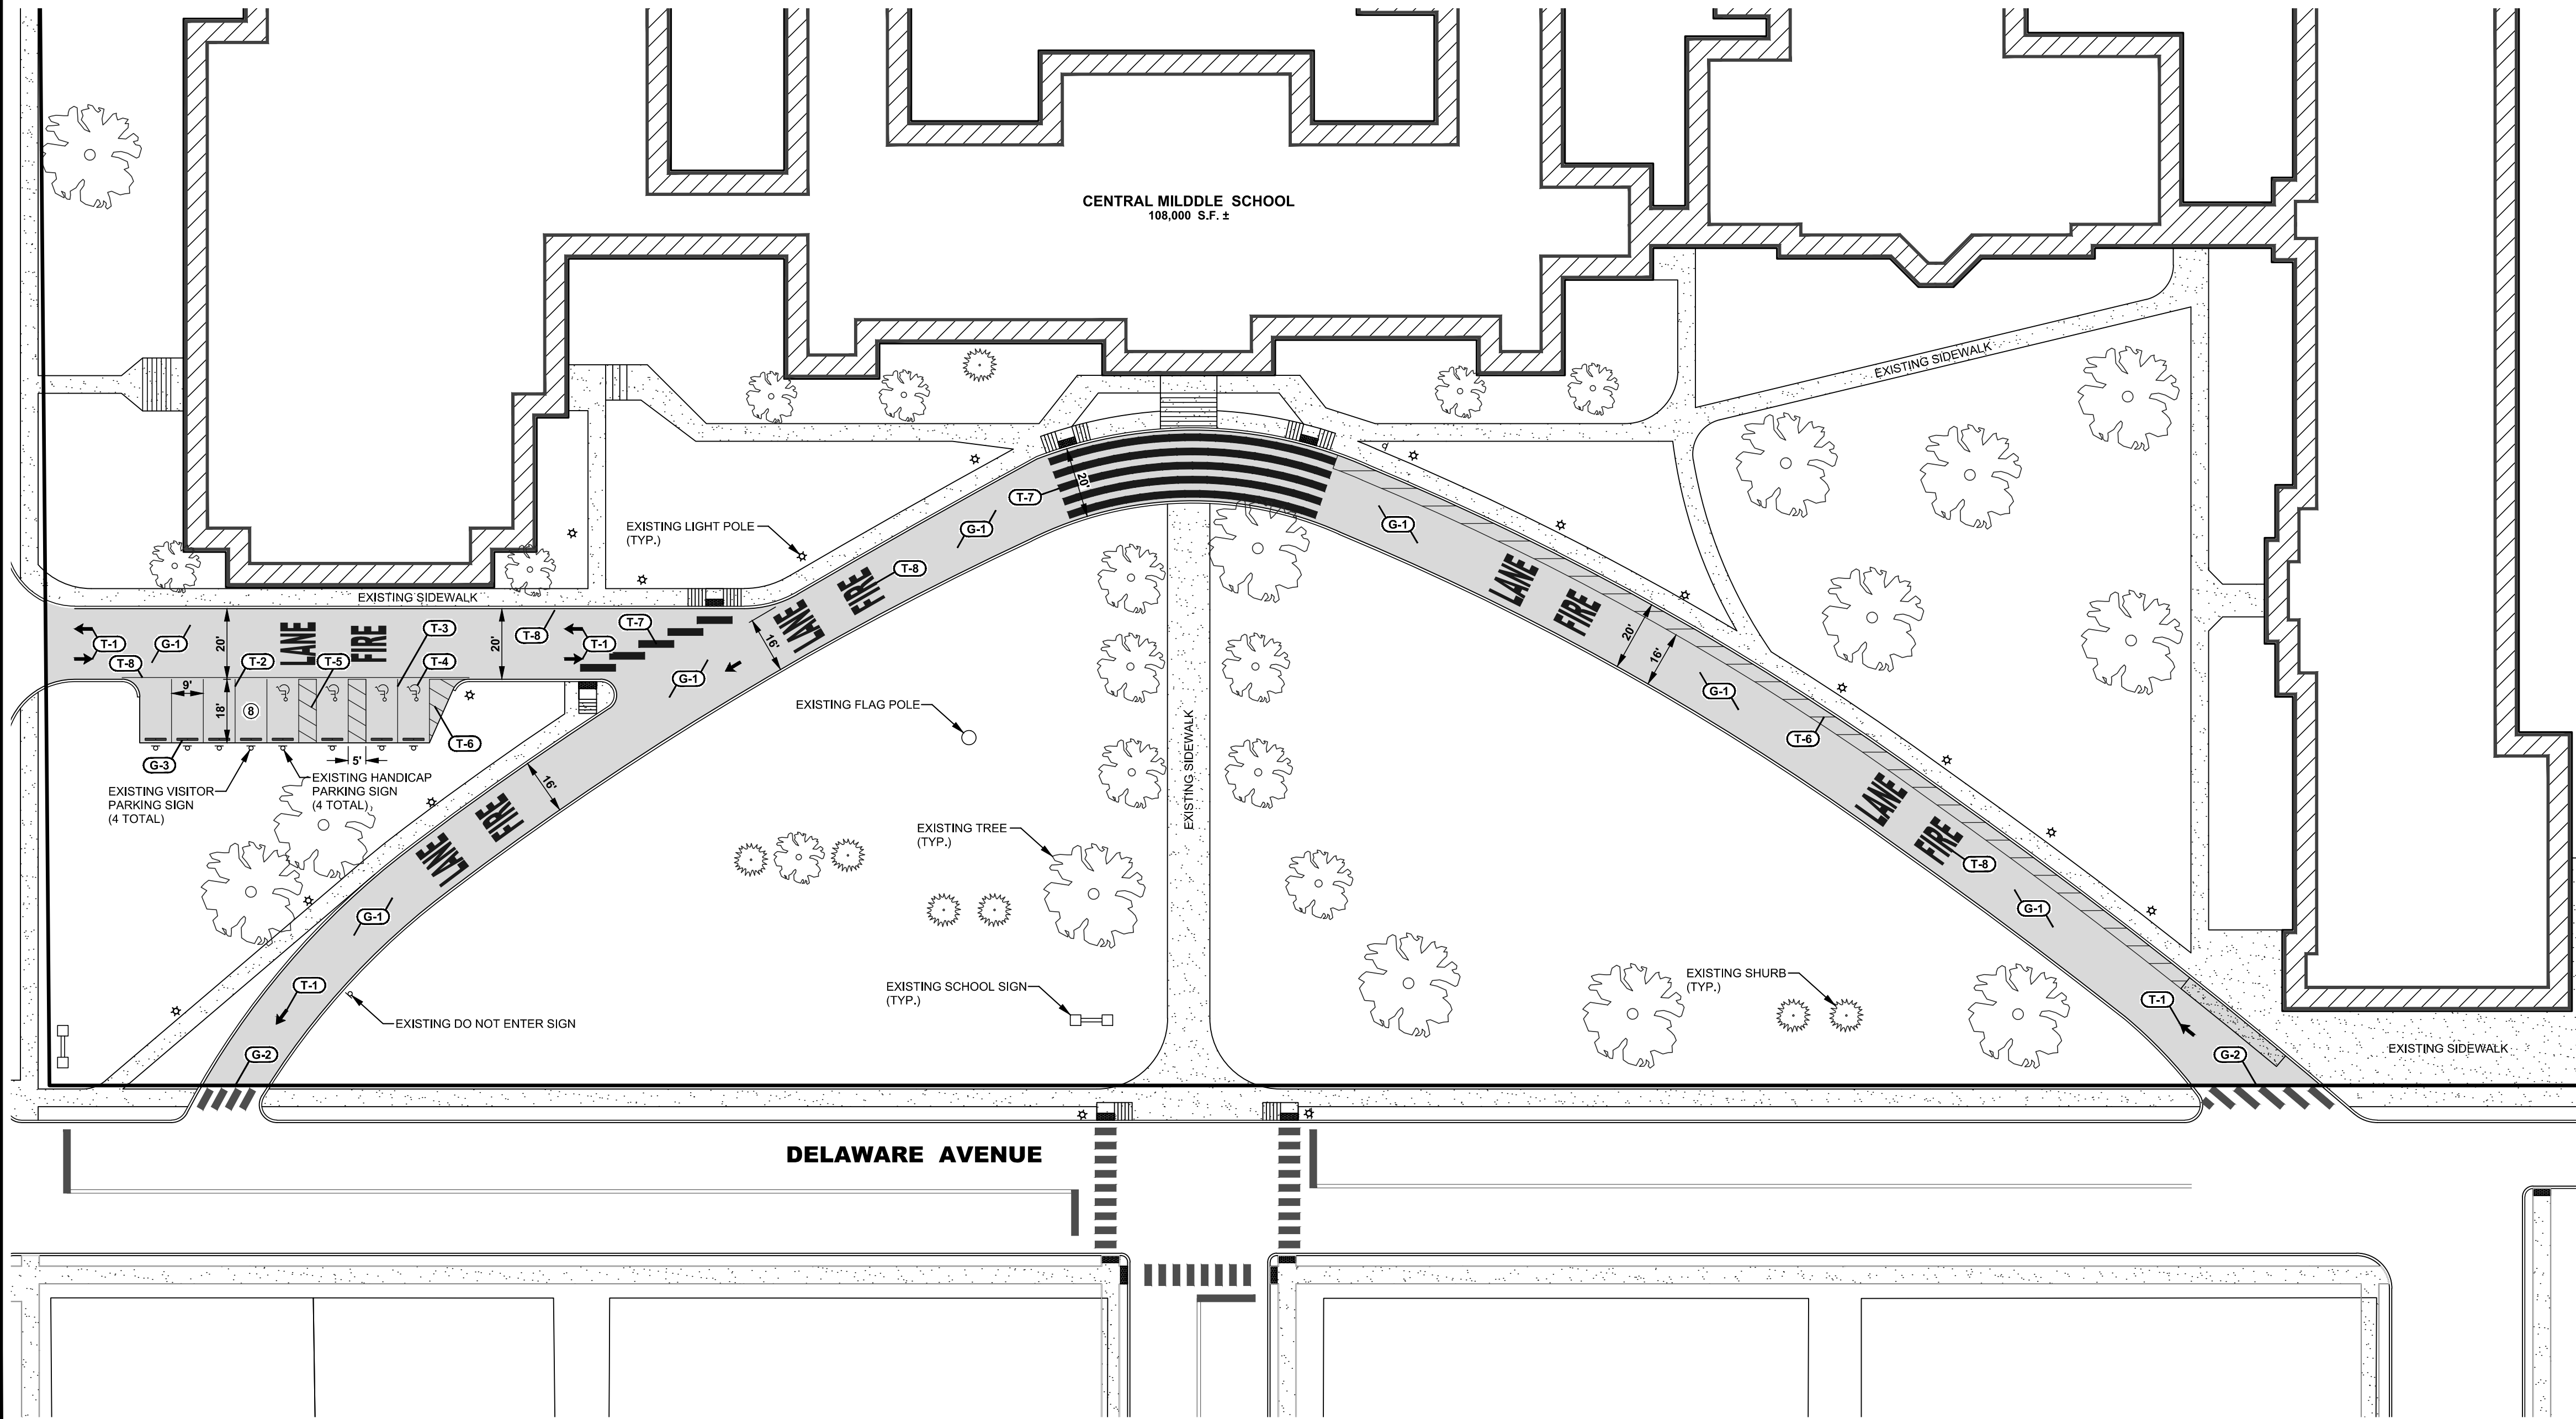 CENTRAL MILDDLE SCHOOL
108,000 S.F. ±
EXISTING SIDEWALK
T-7
20'
G-1
G-1
EXISTING LIGHT POLE
(TYP.)
T-8
LANE
FIRE
LANE
FIRE
EXISTING SIDEWALK
T-1
G-1
T-8
20'
T-2
LANE
FIRE
T-5
T-3
T-4
T-8
20'
T-1
T-7
16'
G-1
20'
16'
G-1
9'
18'
8
T-6
G-3
5'
EXISTING VISITOR
PARKING SIGN
(4 TOTAL)
EXISTING HANDICAP
PARKING SIGN
(4 TOTAL)
16'
LANE
FIRE
EXISTING FLAG POLE
EXISTING SIDEWALK
T-6
LANE
FIRE
T-8
EXISTING TREE
(TYP.)
G-1
G-1
T-1
EXISTING DO NOT ENTER SIGN
G-2
EXISTING SCHOOL SIGN
(TYP.)
EXISTING SHURB
(TYP.)
T-1
G-2
EXISTING SIDEWALK
DELAWARE AVENUE